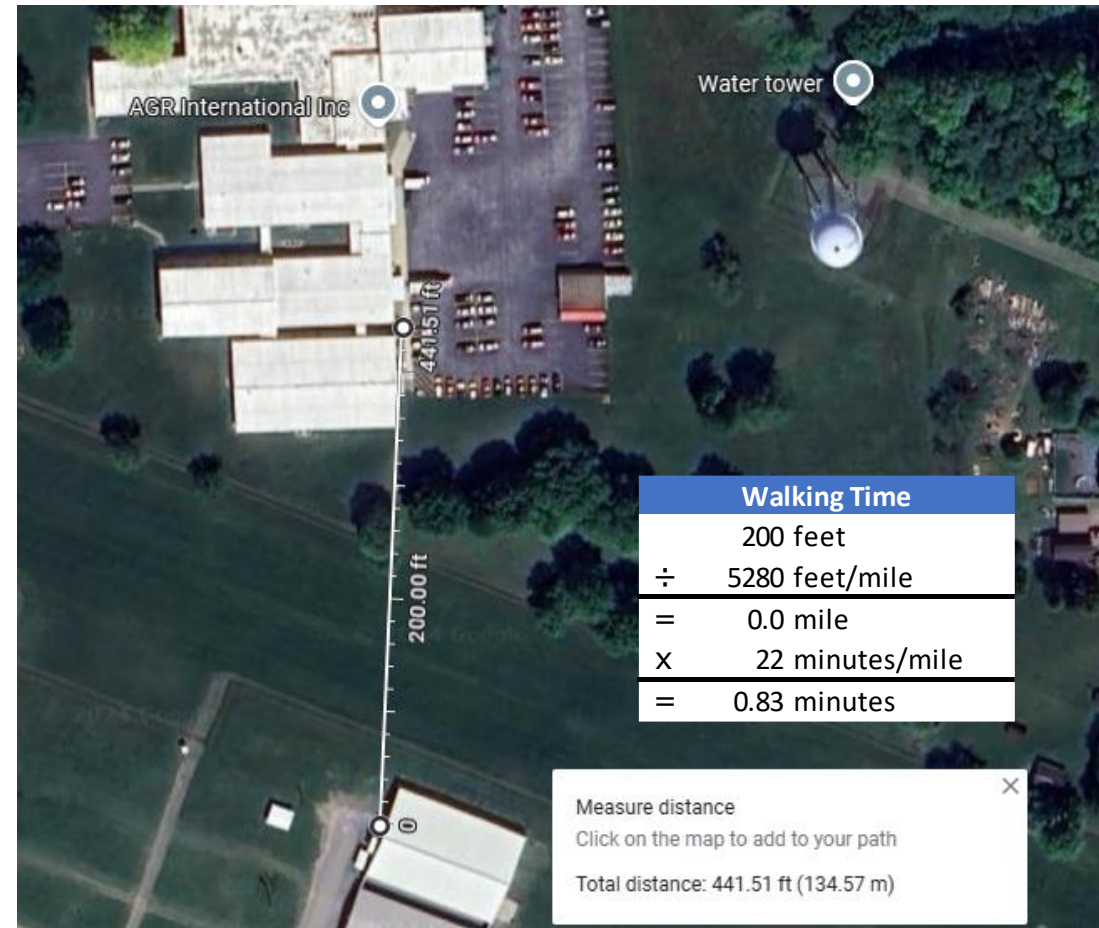 Water tower
AGR International Inc
441.51 ft
Walking Time
200 feet
÷ 5280 feet/mile
= 0.0 mile
x 22 minutes/mile
= 0.83 minutes
200.00 ft
0
Measure distance
Click on the map to add to your path
Total distance: 441.51 ft (134.57 m)